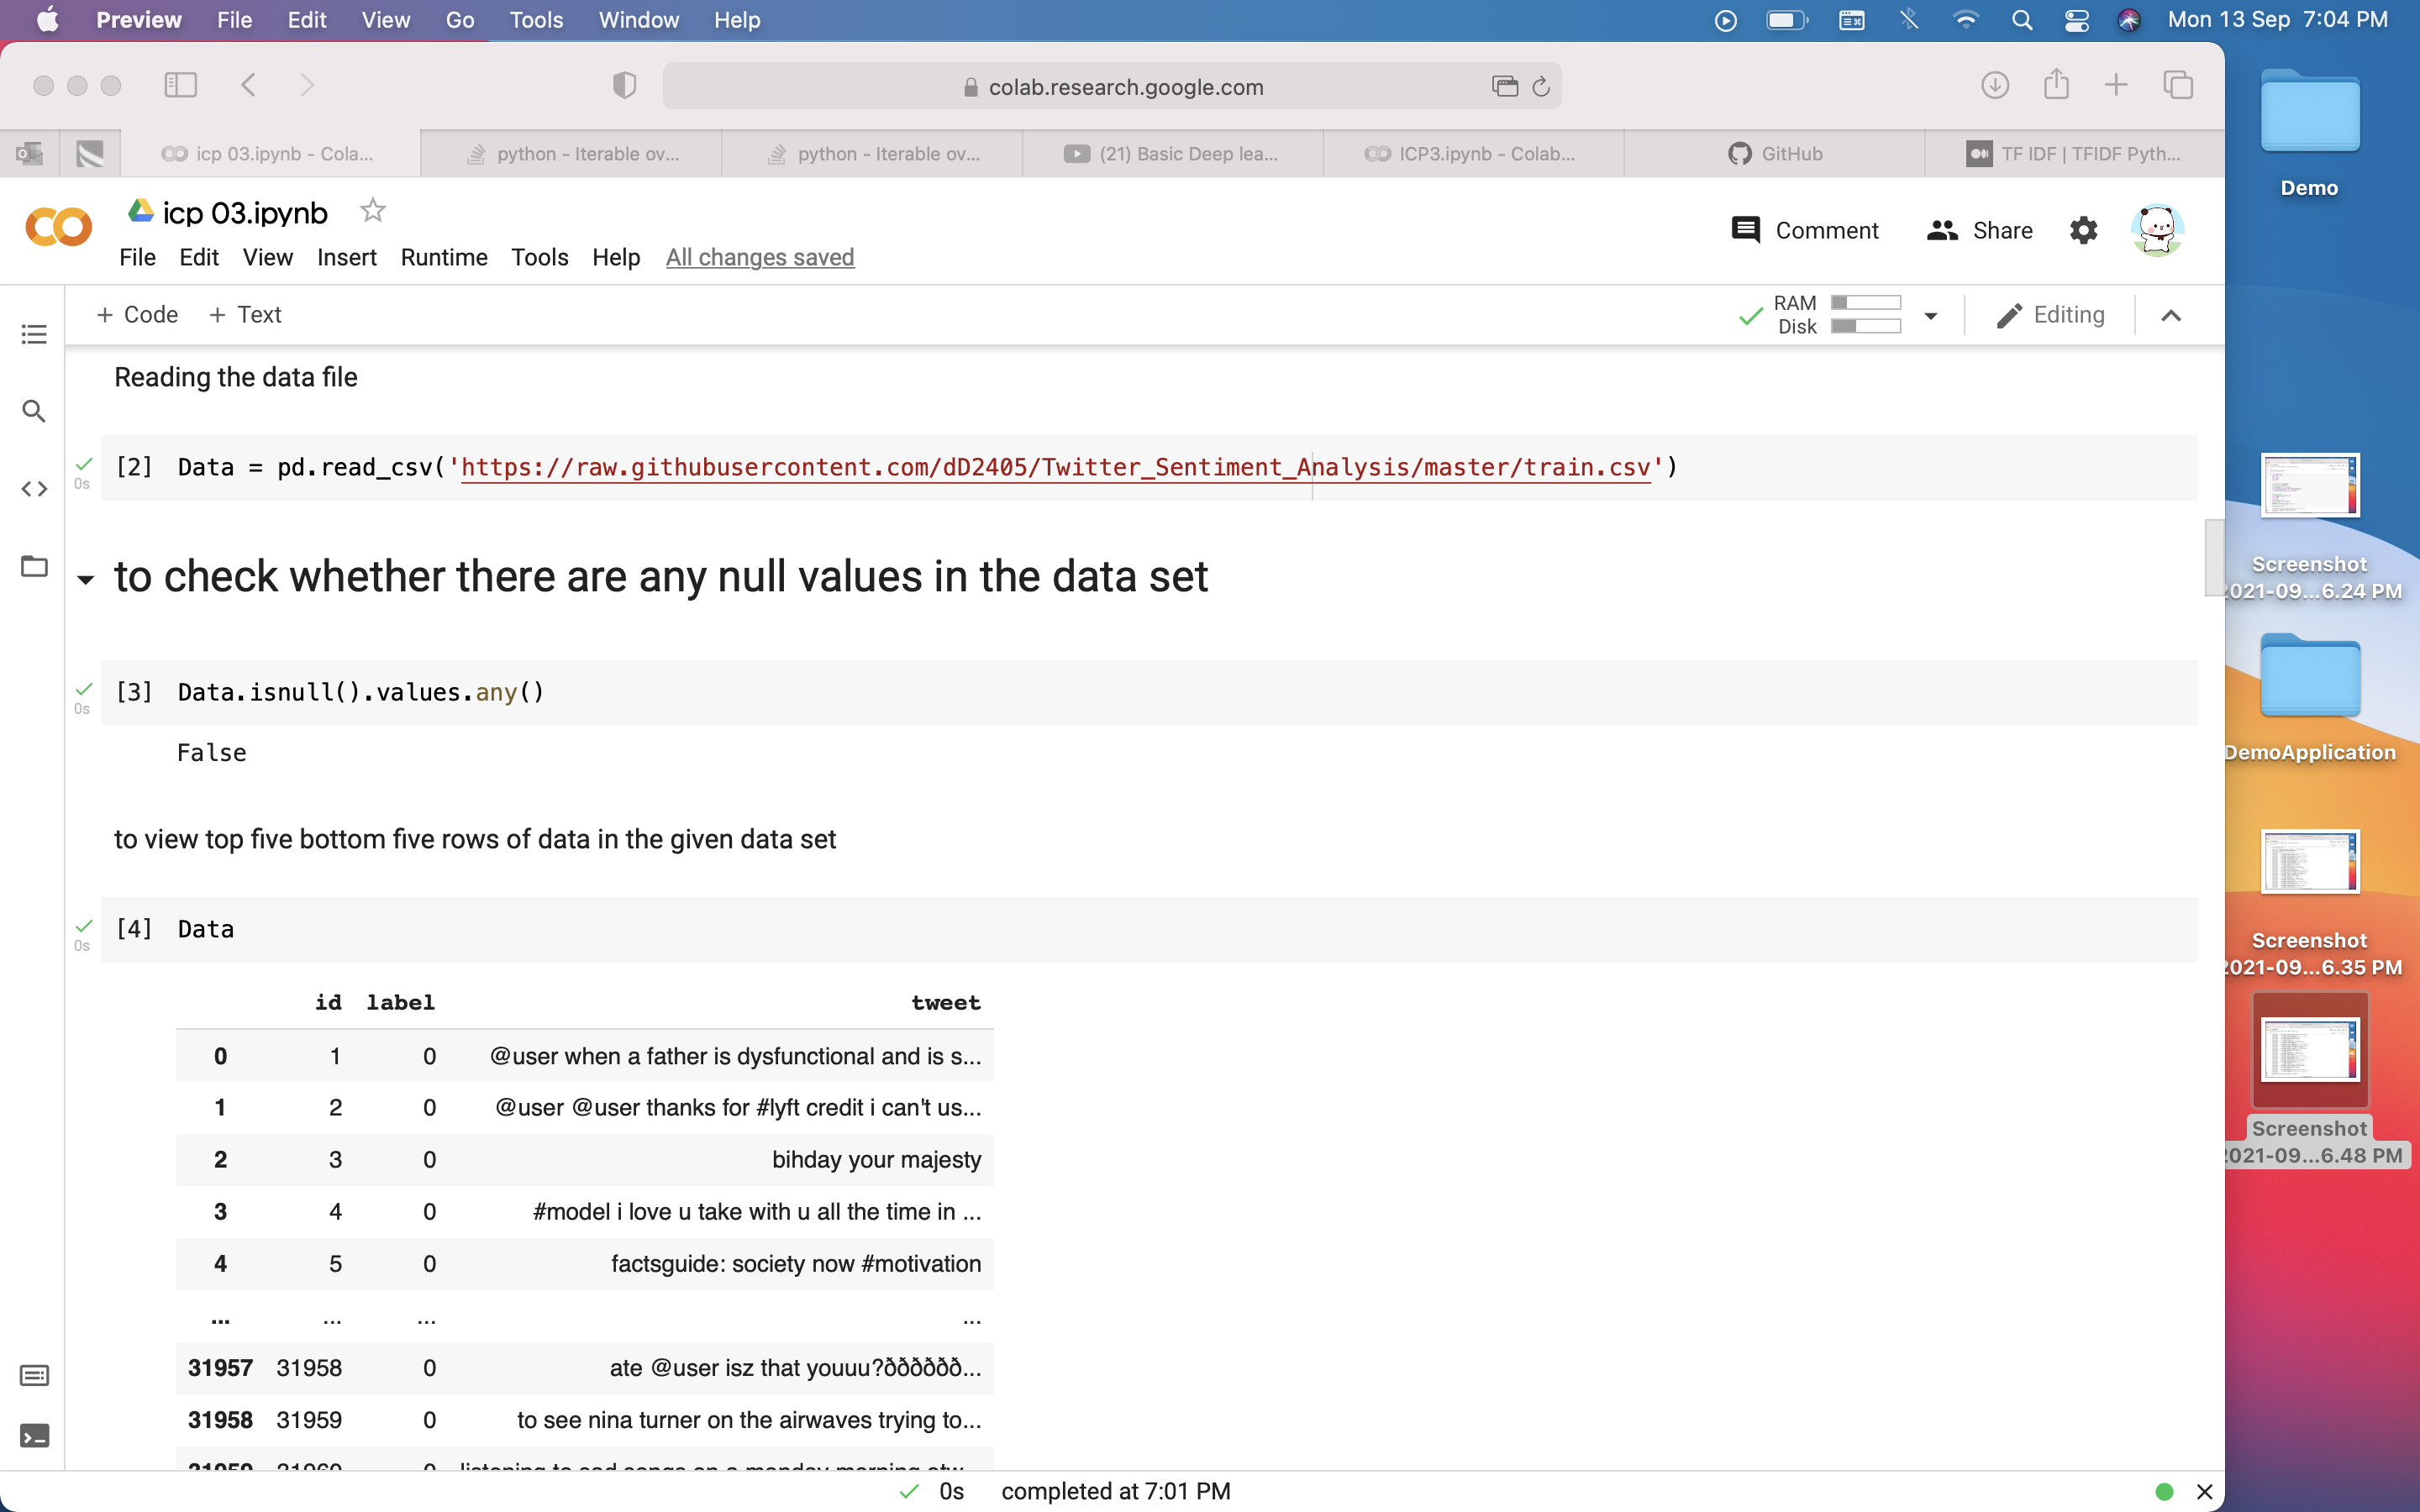 Preview File Edit View Go Tools Window Help Mon 13 Sep 7:04 PM
colab.research.google.com
icp 03.ipynb - Cola... python - Iterable ov... python - Iterable ov... (21) Basic Deep lea... ICP3.ipynb - Colab... GitHub TF IDF | TFIDF Pyth...
icp 03.ipynb
Comment Share
File Edit View Insert Runtime Tools Help All changes saved
+ Code + Text RAM Disk Editing
Reading the data file
[2] Data = pd.read_csv('https://raw.githubusercontent.com/dD2405/Twitter_Sentiment_Analysis/master/train.csv')
0s
to check whether there are any null values in the data set
[3] Data.isnull().values.any()
0s
False
to view top five bottom five rows of data in the given data set
[4] Data
0s
id label tweet
0 1 0 @user when a father is dysfunctional and is s...
1 2 0 @user @user thanks for #lyft credit i can't us...
2 3 0 bihday your majesty
3 4 0 #model i love u take with u all the time in ...
4 5 0 factsguide: society now #motivation
... ... ... ...
31957 31958 0 ate @user isz that youuu?ðððððð...
31958 31959 0 to see nina turner on the airwaves trying to...
31959 31960 0 listening to sad songs on a monday morning otw...
0s completed at 7:01 PM
Demo
Screenshot
2021-09...6.24 PM
DemoApplication
Screenshot
2021-09...6.35 PM
Screenshot
2021-09...6.48 PM